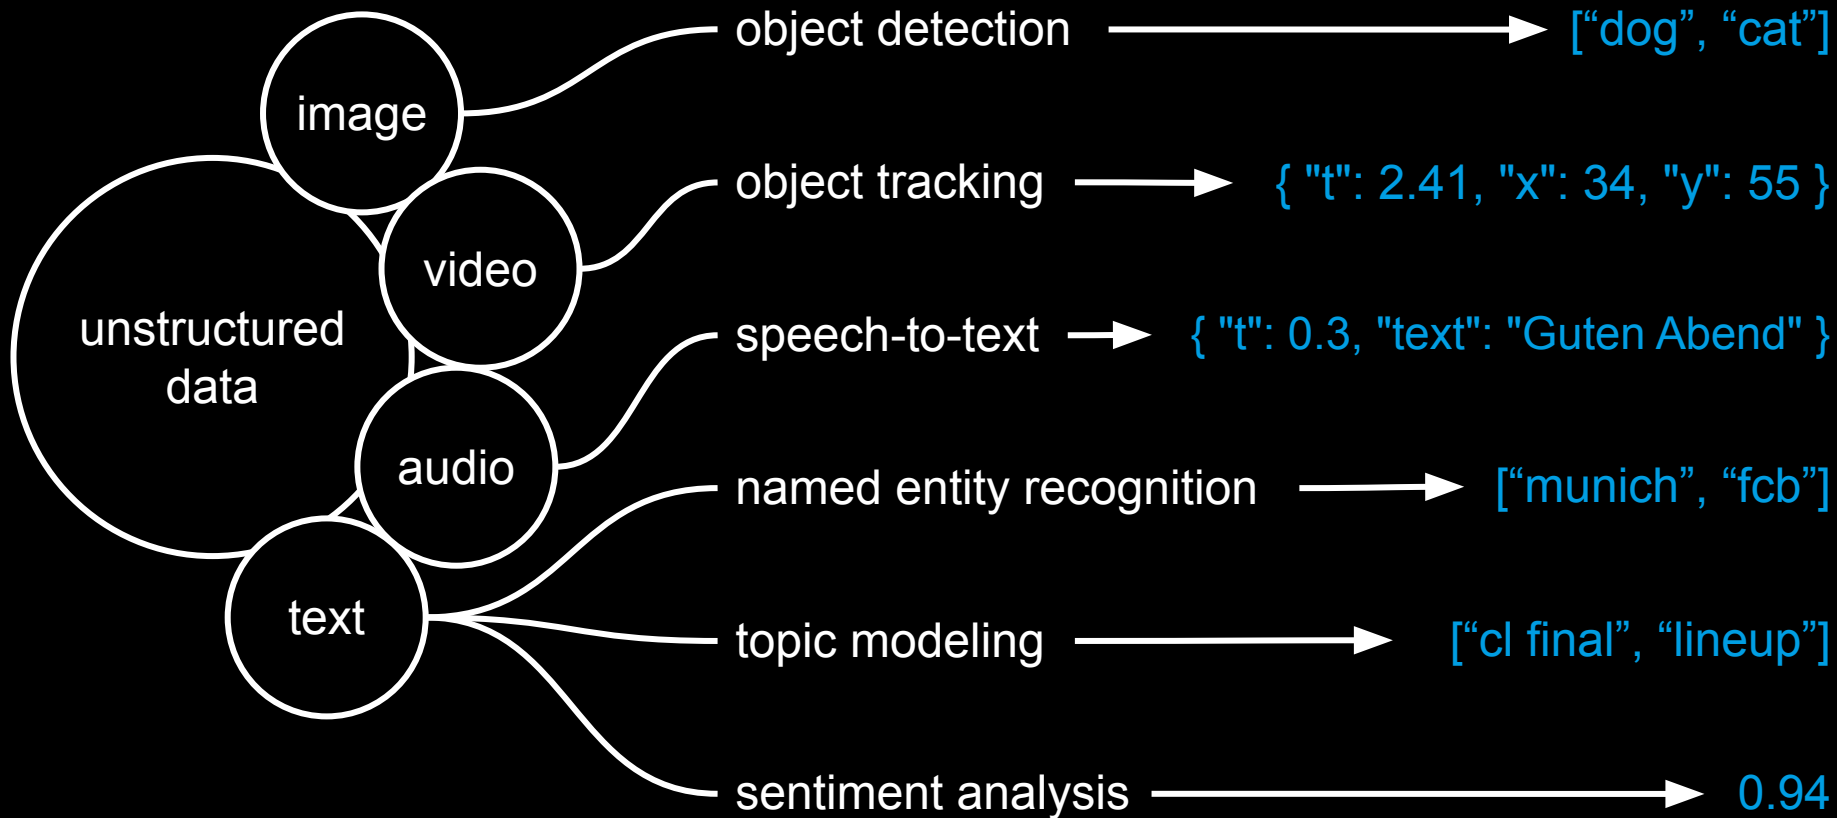 image
object detection
[“dog”, “cat”]
video
object tracking
{ "t": 2.41, "x": 34, "y": 55 }
unstructured
data
speech-to-text
{ "t": 0.3, "text": "Guten Abend" }
audio
named entity recognition
[“munich”, “fcb”]
text
topic modeling
[“cl final”, “lineup”]
sentiment analysis
0.94